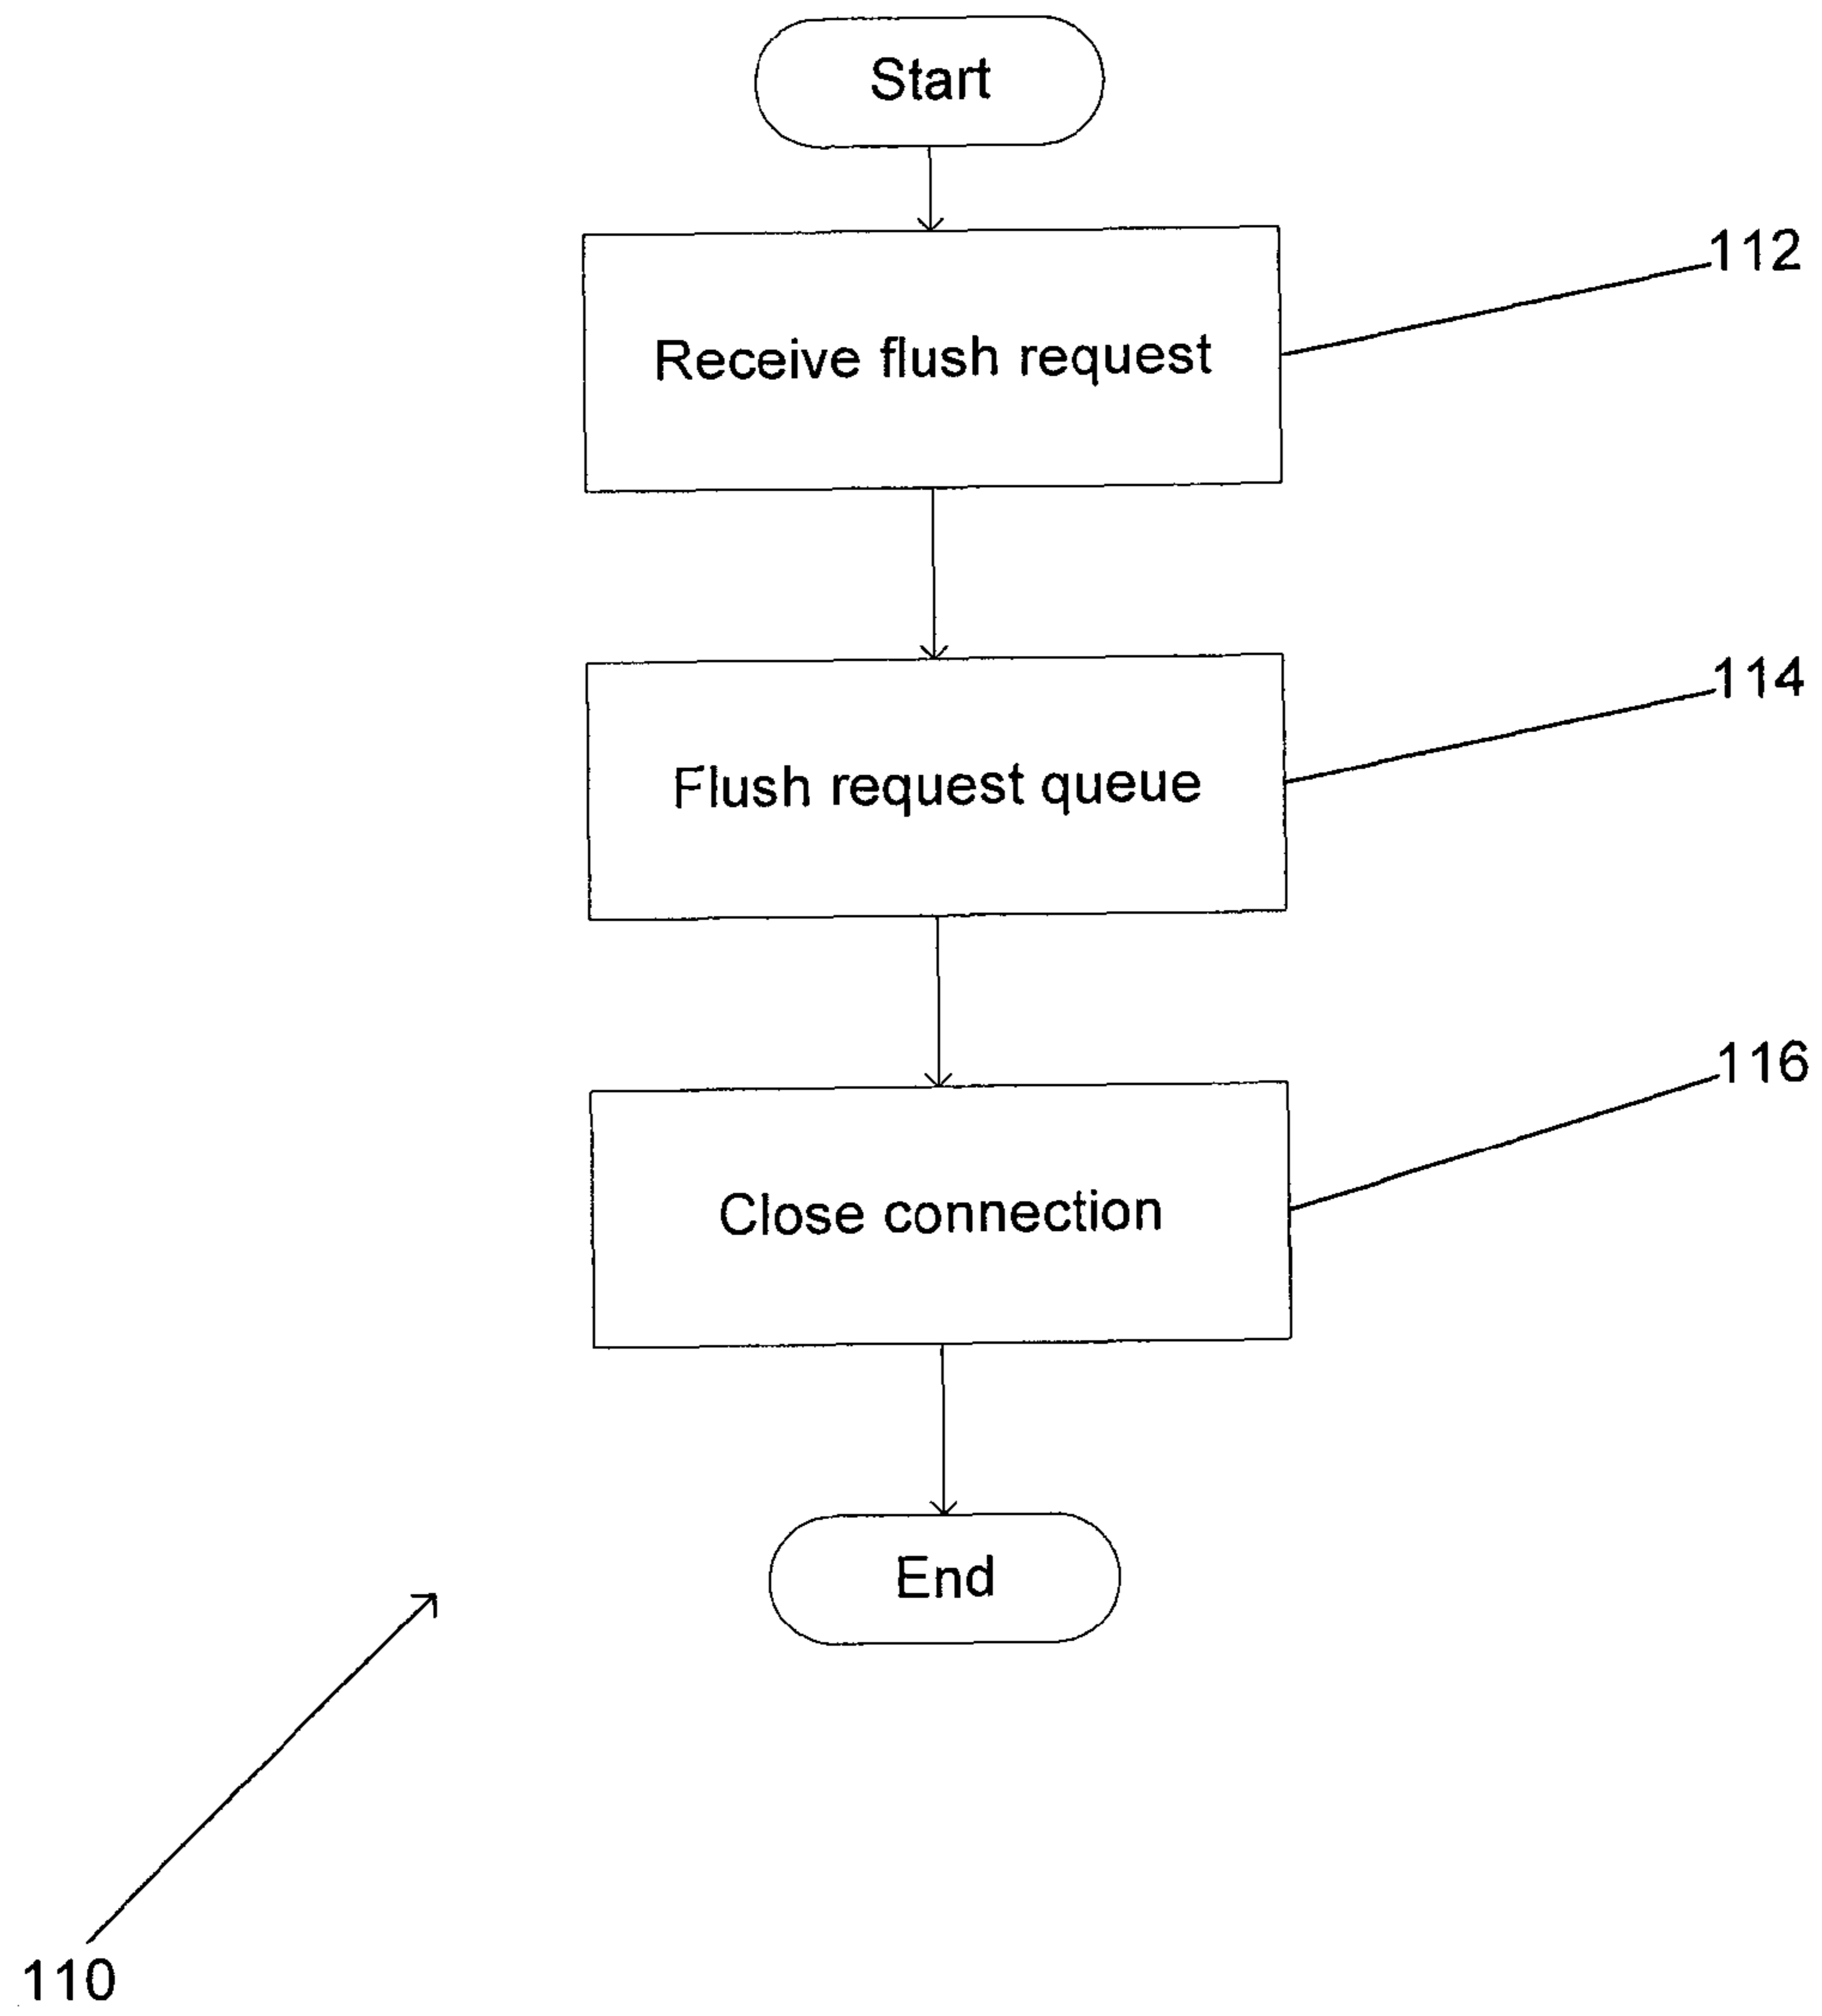 Start
112
Receive flush request
114
Flush request queue
116
Close connection
End
110